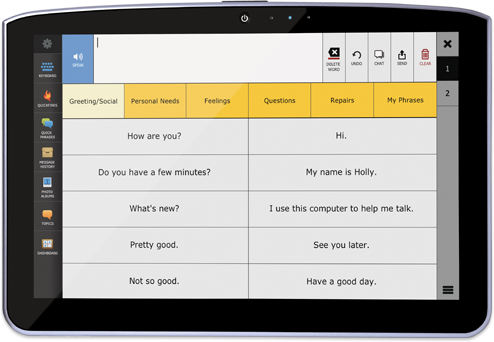 SPEAK
DELETE
WORD
UNDO
CHAT
SEND
CLEAR
KEYBOARD
QUICKFIRES
QUICK
PHRASES
MESSAGE
HISTORY
PHOTO
ALBUMS
TOPICS
DASHBOARD
1
2
Greeting/Social
Personal Needs
Feelings
Questions
Repairs
My Phrases
How are you?
Hi.
Do you have a few minutes?
My name is Holly.
What's new?
I use this computer to help me talk.
Pretty good.
See you later.
Not so good.
Have a good day.